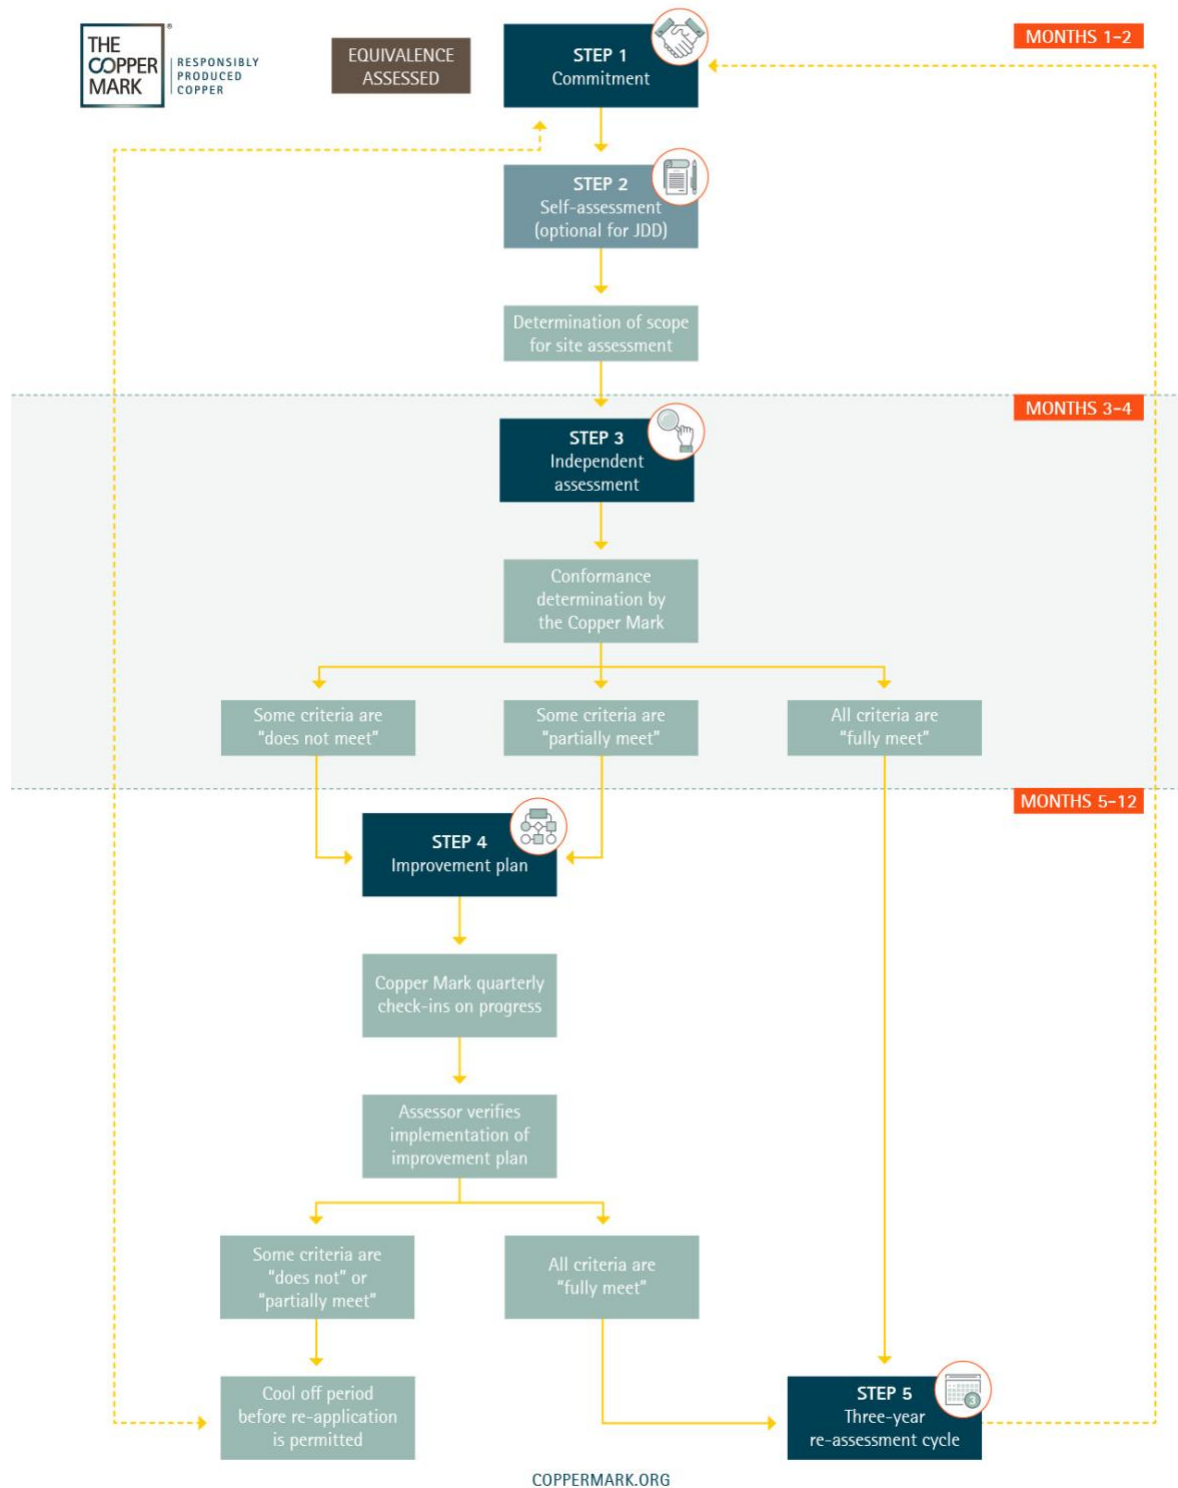 THE
COPPER
MARK
®
RESPONSIBLY
PRODUCED
COPPER
EQUIVALENCE
ASSESSED
STEP 1
Commitment
MONTHS 1–2
STEP 2
Self-assessment
(optional for JDD)
Determination of scope
for site assessment
MONTHS 3–4
STEP 3
Independent
assessment
Conformance
determination by
the Copper Mark
Some criteria are
"does not meet"
Some criteria are
"partially meet"
All criteria are
"fully meet"
MONTHS 5–12
STEP 4
Improvement plan
Copper Mark quarterly
check-ins on progress
Assessor verifies
implementation of
improvement plan
Some criteria are
"does not" or
"partially meet"
All criteria are
"fully meet"
Cool off period
before re-application
is permitted
STEP 5
Three-year
re-assessment cycle
3
COPPERMARK.ORG